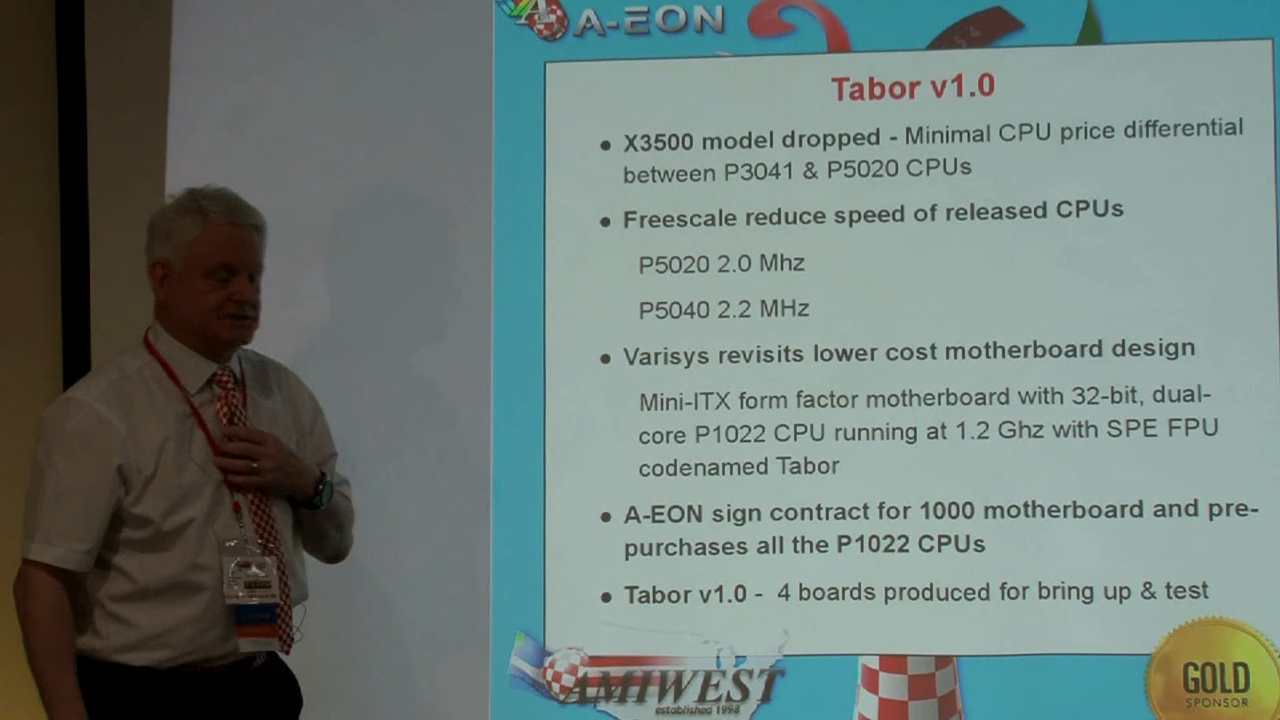 A-EON
Tabor v1.0
• X3500 model dropped - Minimal CPU price differential
between P3041 & P5020 CPUs
• Freescale reduce speed of released CPUs
P5020 2.0 Mhz
P5040 2.2 MHz
• Varisys revisits lower cost motherboard design
Mini-ITX form factor motherboard with 32-bit, dual-
core P1022 CPU running at 1.2 Ghz with SPE FPU
codenamed Tabor
• A-EON sign contract for 1000 motherboard and pre-
purchases all the P1022 CPUs
• Tabor v1.0 - 4 boards produced for bring up & test
AMIWEST
established 1998
GOLD
SPONSOR